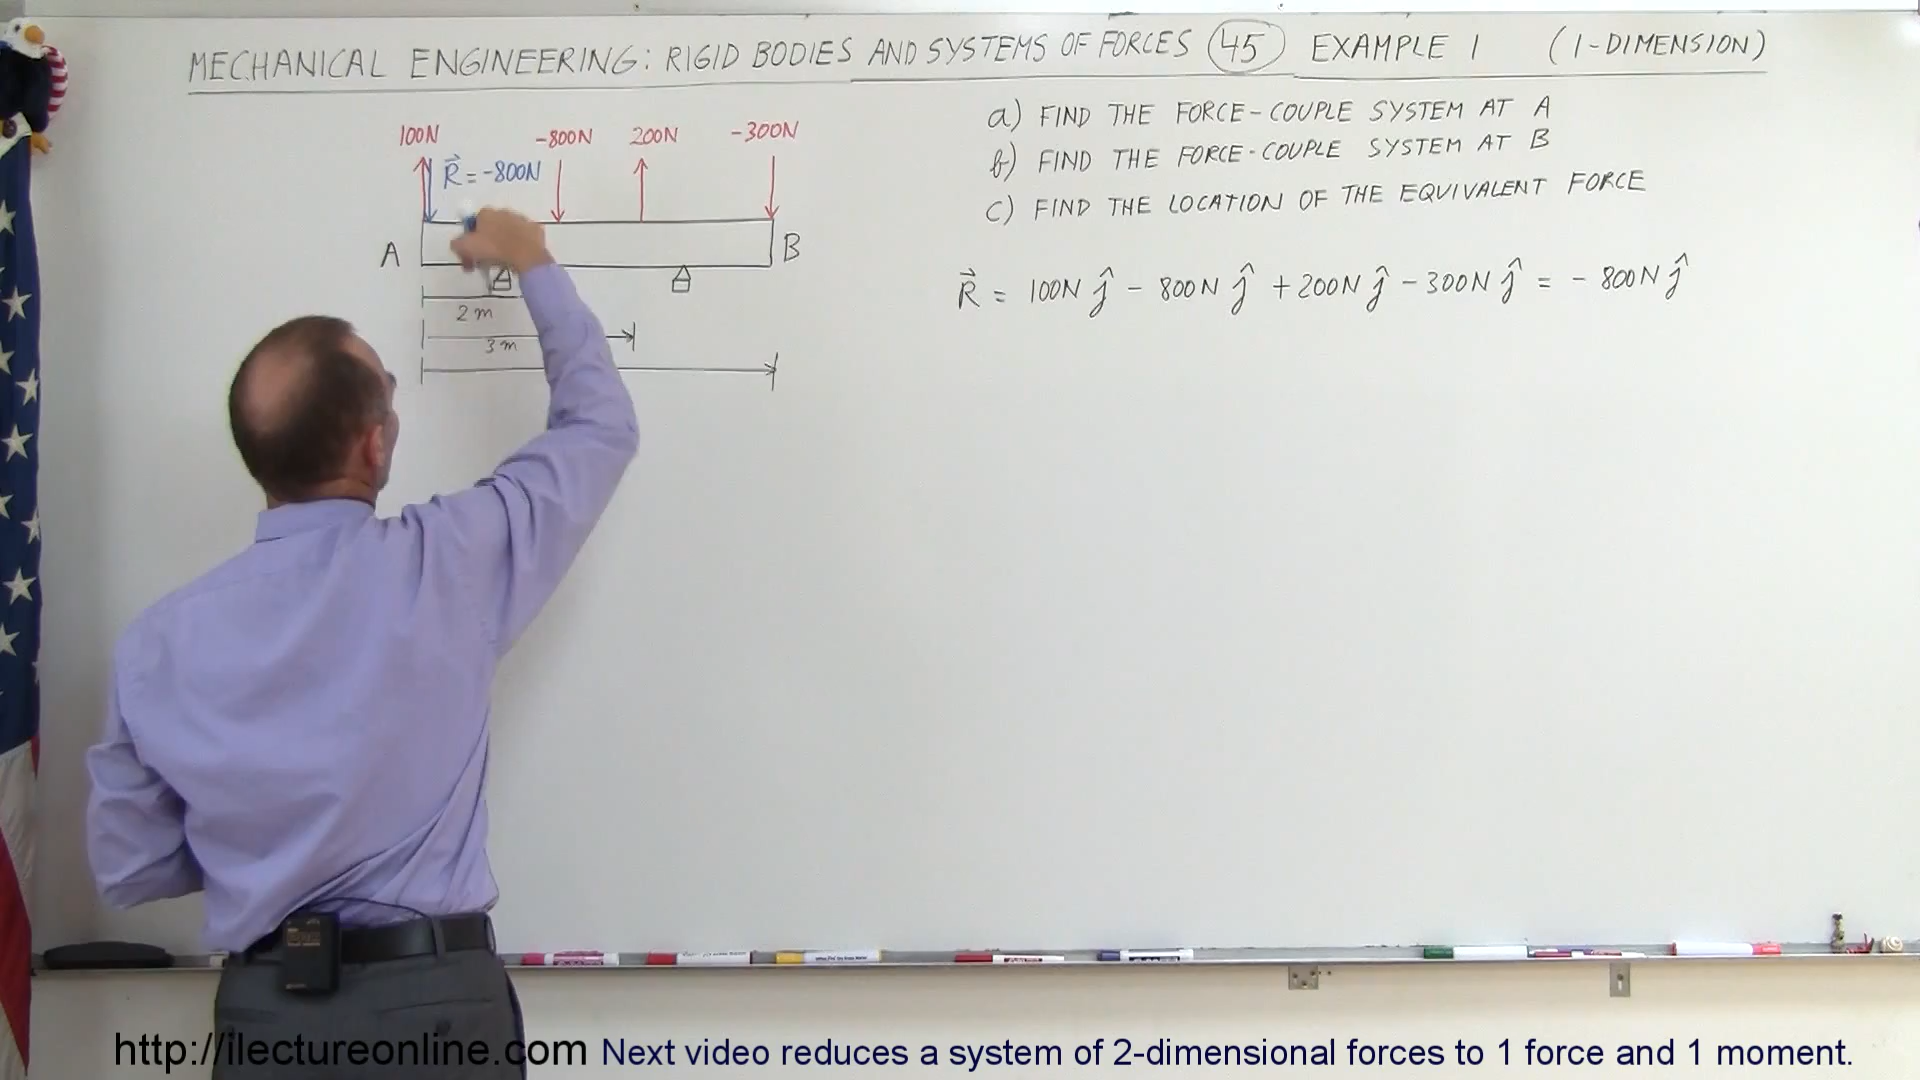 MECHANICAL ENGINEERING: RIGID BODIES AND SYSTEMS OF FORCES 45 EXAMPLE 1 (1-DIMENSION)
100N -800N 200N -300N
R⃗ = -800N
A B
2 m
3 m
a) FIND THE FORCE-COUPLE SYSTEM AT A
b) FIND THE FORCE-COUPLE SYSTEM AT B
c) FIND THE LOCATION OF THE EQUIVALENT FORCE
R⃗ = 100N ĵ - 800N ĵ + 200N ĵ - 300N ĵ = - 800N ĵ
http://ilectureonline.com Next video reduces a system of 2-dimensional forces to 1 force and 1 moment.